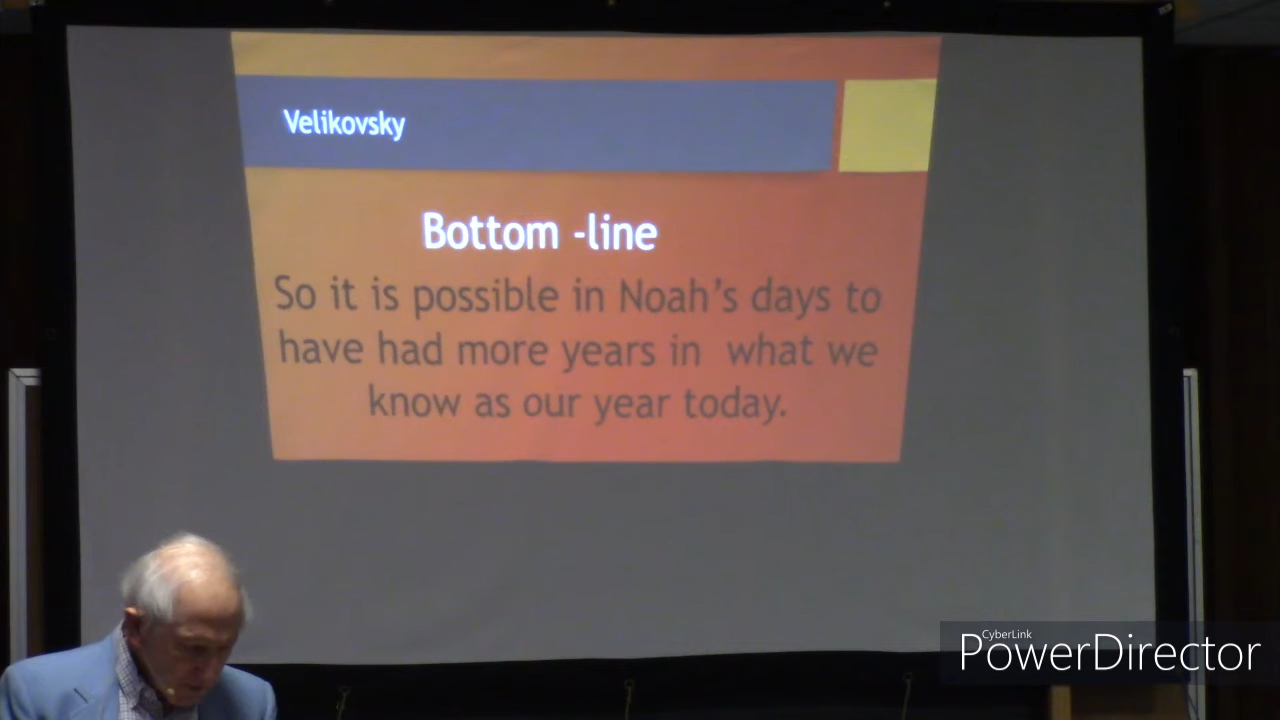 Velikovsky
Bottom -line
So it is possible in Noah's days to
have had more years in what we
know as our year today.
CyberLink
PowerDirector